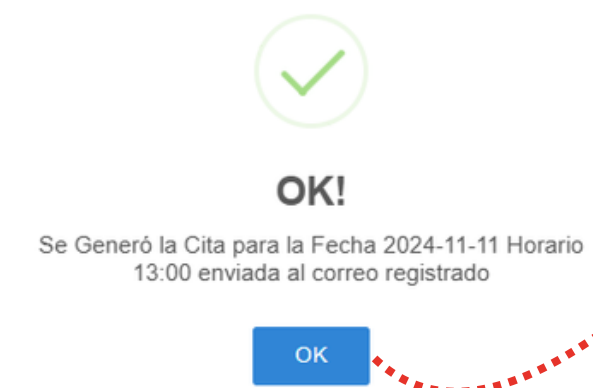 OK!
Se Generó la Cita para la Fecha 2024-11-11 Horario
13:00 enviada al correo registrado
OK